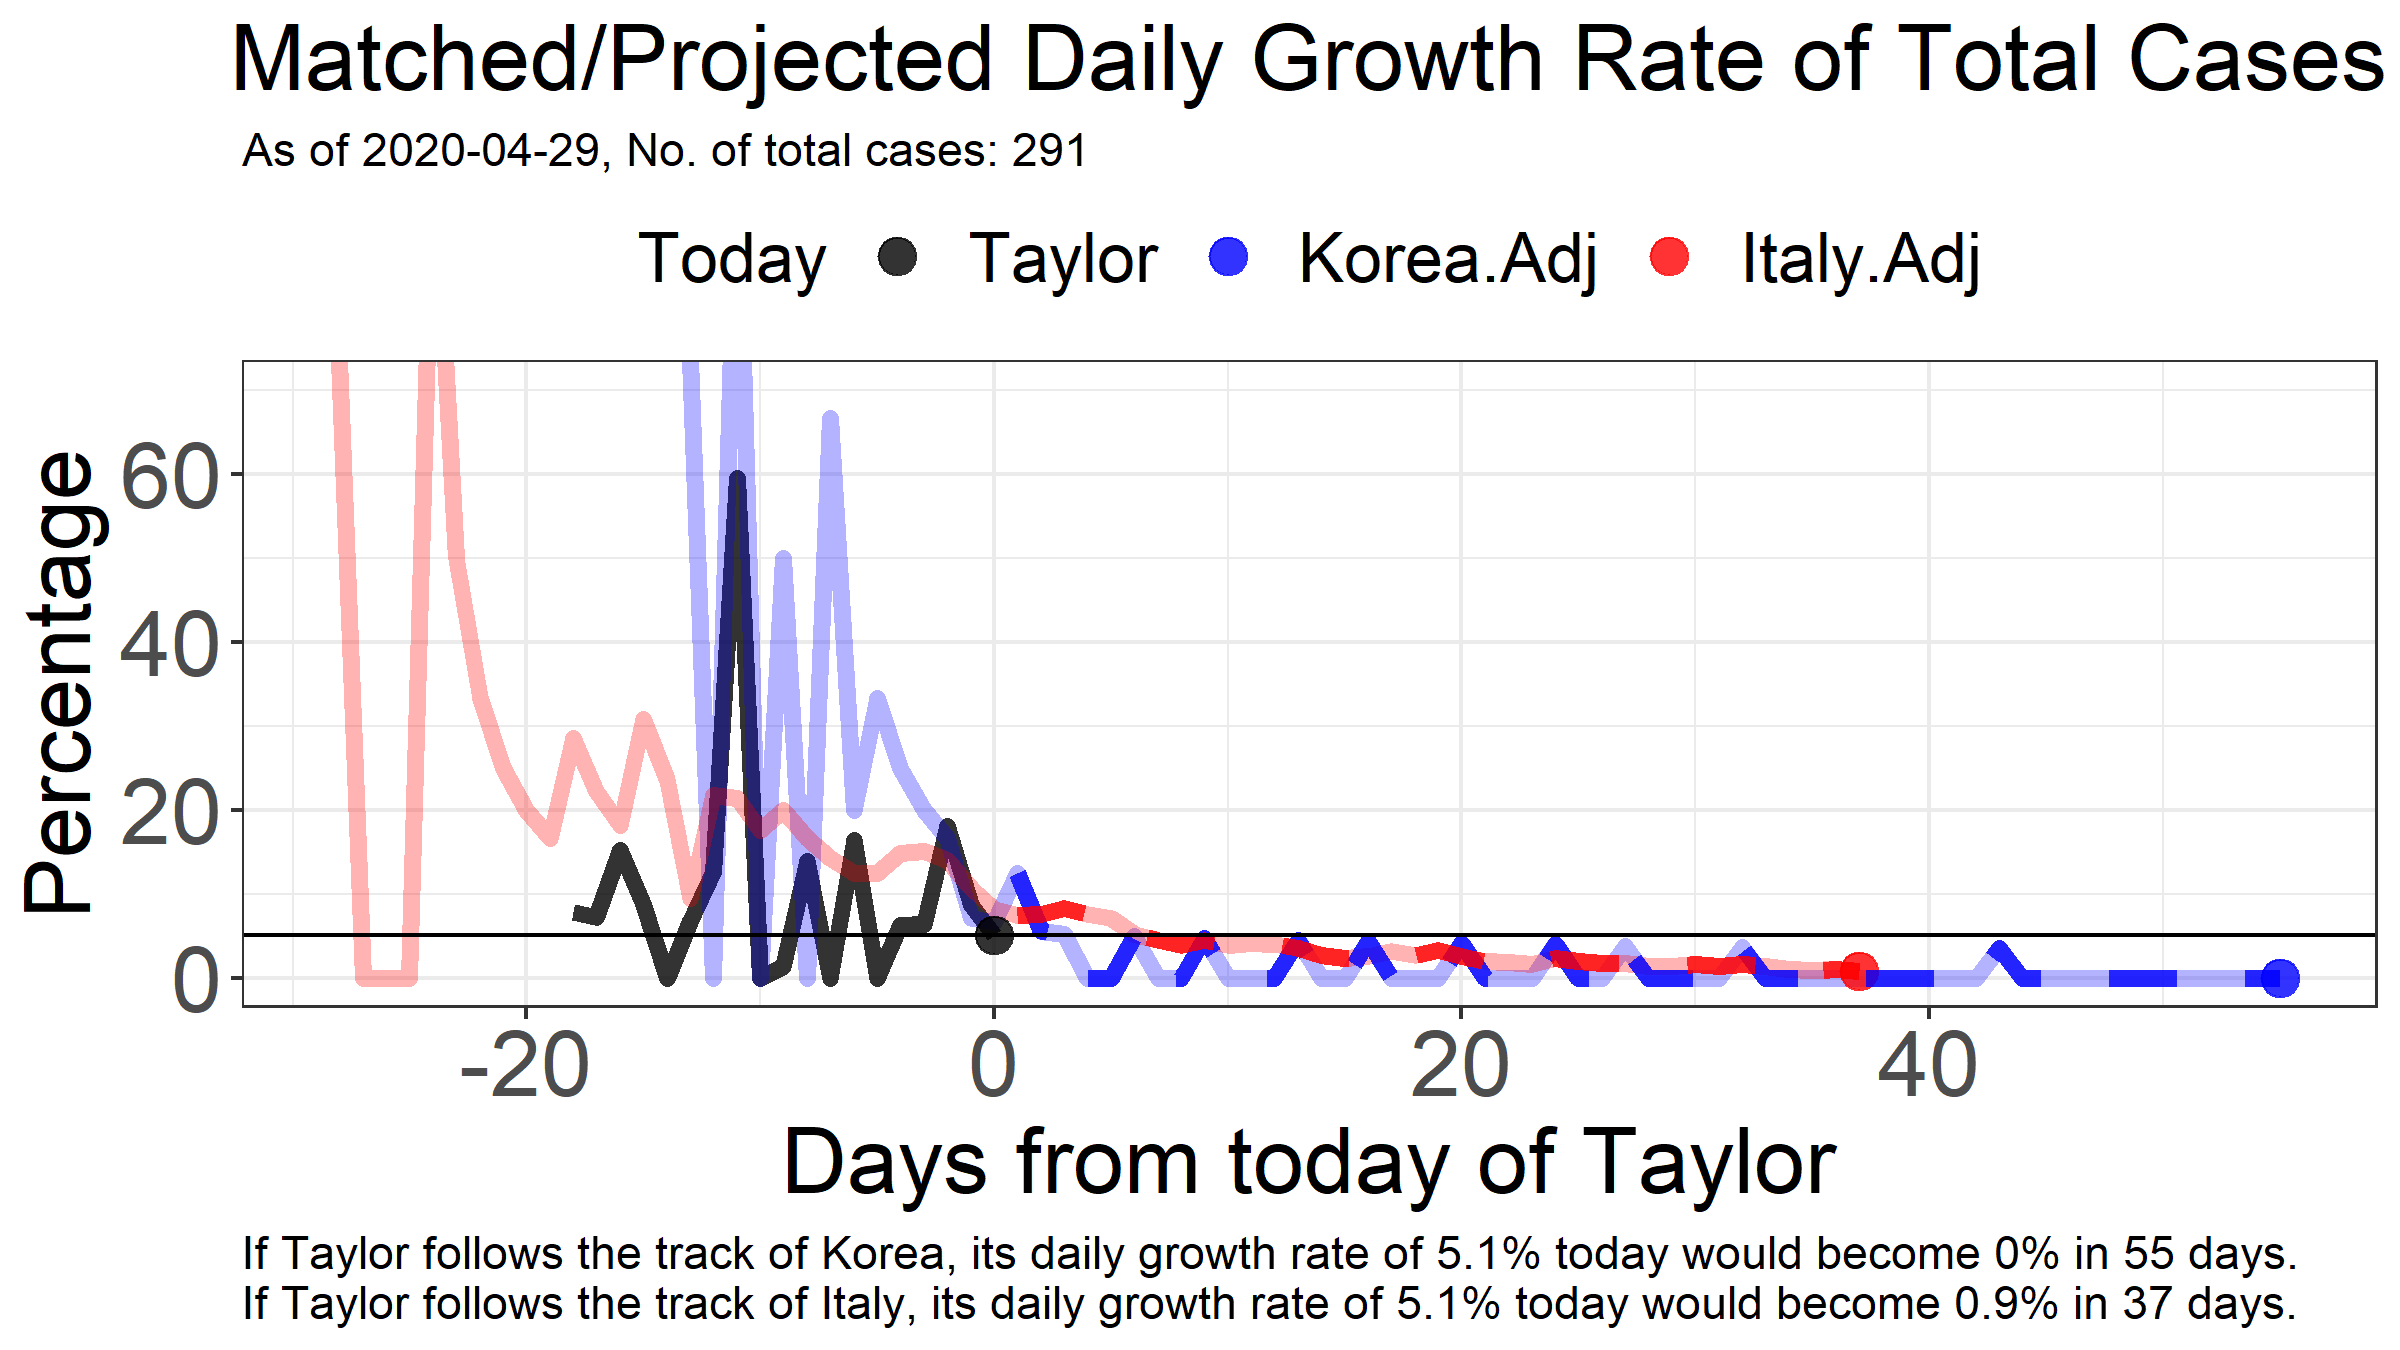 Matched/Projected Daily Growth Rate of Total Cases
As of 2020-04-29, No. of total cases: 291
Today Taylor Korea.Adj Italy.Adj
Percentage
60
40
20
0
-20 0 20 40
Days from today of Taylor
If Taylor follows the track of Korea, its daily growth rate of 5.1% today would become 0% in 55 days.
If Taylor follows the track of Italy, its daily growth rate of 5.1% today would become 0.9% in 37 days.